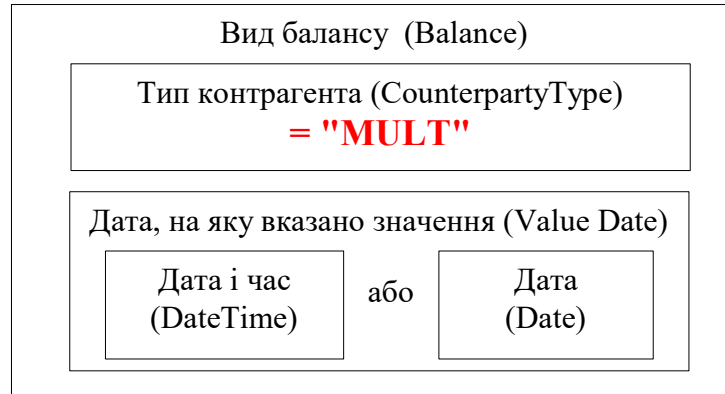 Вид балансу (Balance)
Тип контрагента (CounterpartyType)
= "MULT"
Дата, на яку вказано значення (Value Date)
Дата і час
(DateTime)
або
Дата
(Date)